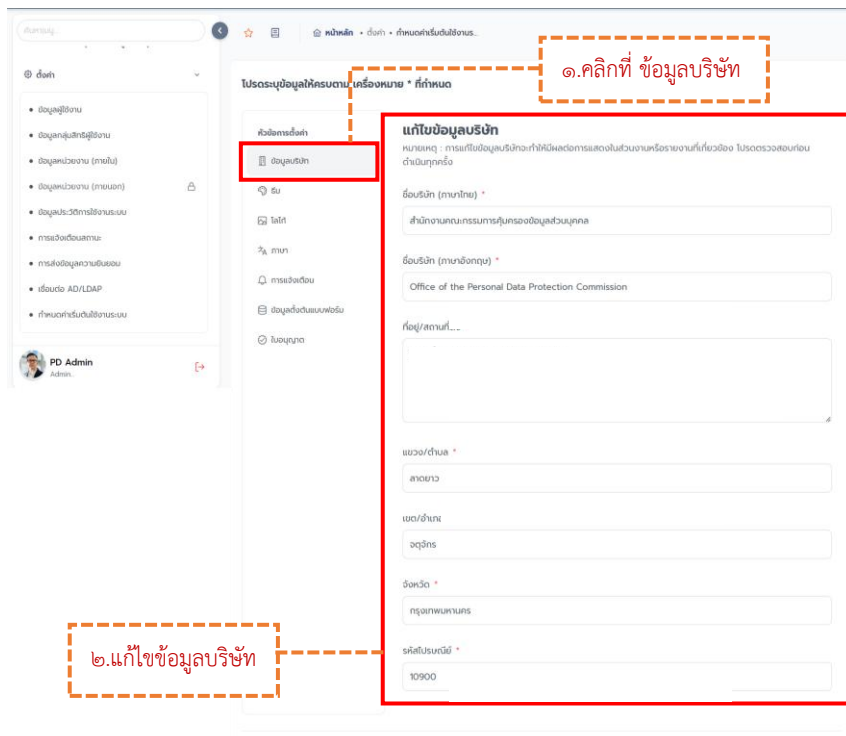 ค้นหาเมนู...
หน้าหลัก • ตั้งค่า • กำหนดค่าเริ่มต้นใช้งานร..
๑.คลิกที่ ข้อมูลบริษัท
ตั้งค่า
โปรดระบุข้อมูลให้ครบตาม เครื่องหมาย * ที่กำหนด
• ข้อมูลผู้ใช้งาน
• ข้อมูลกลุ่มสิทธิผู้ใช้งาน
• ข้อมูลหน่วยงาน (ภายใน)
• ข้อมูลหน่วยงาน (ภายนอก)
• ข้อมูลประวัติการใช้งานระบบ
• การแจ้งเตือนสถานะ
• การส่งข้อมูลความยินยอม
• เชื่อมต่อ AD/LDAP
• กำหนดค่าเริ่มต้นใช้งานระบบ
PD Admin
Admin.
หัวข้อการตั้งค่า
ข้อมูลบริษัท
ธีม
โลโก้
ภาษา
การแจ้งเตือน
ข้อมูลตั้งต้นแบบฟอร์ม
ใบอนุญาต
แก้ไขข้อมูลบริษัท
หมายเหตุ : การแก้ไขข้อมูลบริษัทจะทำให้มีผลต่อการแสดงในส่วนงานหรือรายงานที่เกี่ยวข้อง โปรดตรวจสอบก่อน
ดำเนินทุกครั้ง
ชื่อบริษัท (ภาษาไทย) *
สำนักงานคณะกรรมการคุ้มครองข้อมูลส่วนบุคคล
ชื่อบริษัท (ภาษาอังกฤษ) *
Office of the Personal Data Protection Commission
ที่อยู่/สถานที่
แขวง/ตำบล *
ลาดยาว
เขต/อำเภอ
จตุจักร
จังหวัด *
กรุงเทพมหานคร
รหัสไปรษณีย์ *
10900
๒.แก้ไขข้อมูลบริษัท